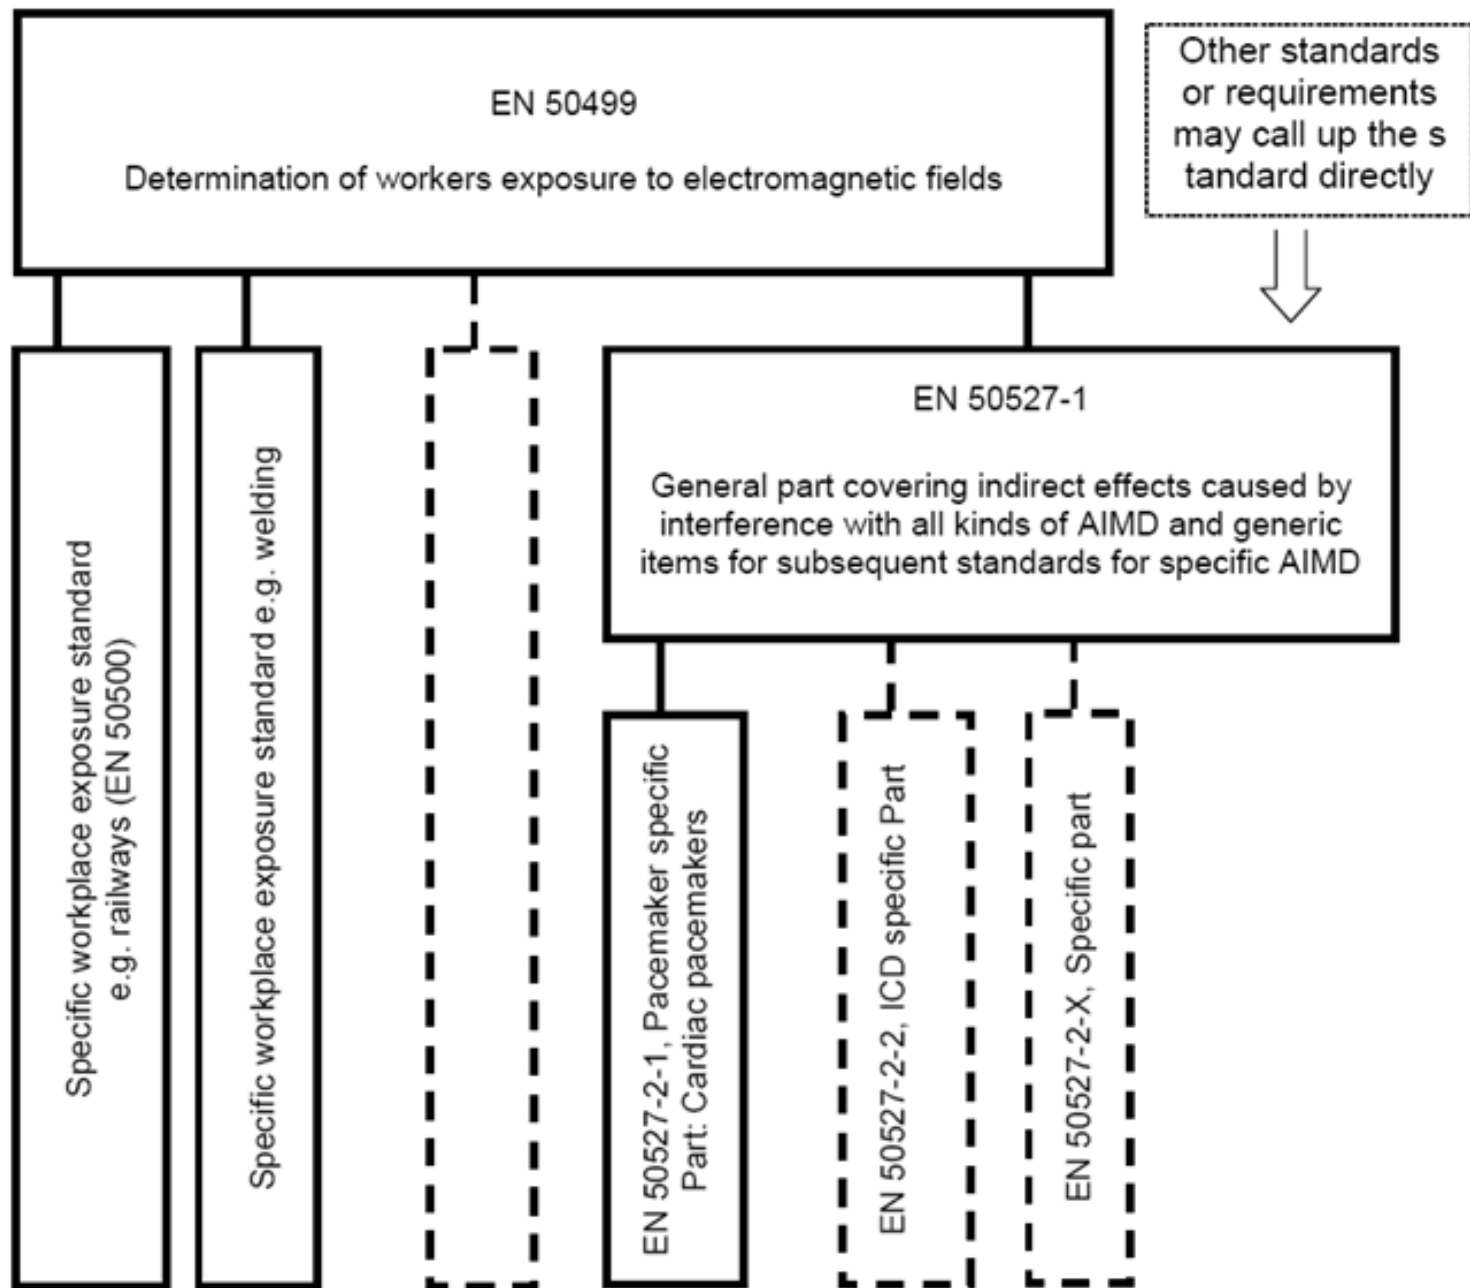 EN 50499
Determination of workers exposure to electromagnetic fields
Other standards
or requirements
may call up the s
tandard directly
Specific workplace exposure standard
e.g. railways (EN 50500)
Specific workplace exposure standard e.g. welding
EN 50527-1
General part covering indirect effects caused by
interference with all kinds of AIMD and generic
items for subsequent standards for specific AIMD
EN 50527-2-1, Pacemaker specific
Part: Cardiac pacemakers
EN 50527-2-2, ICD specific Part
EN 50527-2-X, Specific part